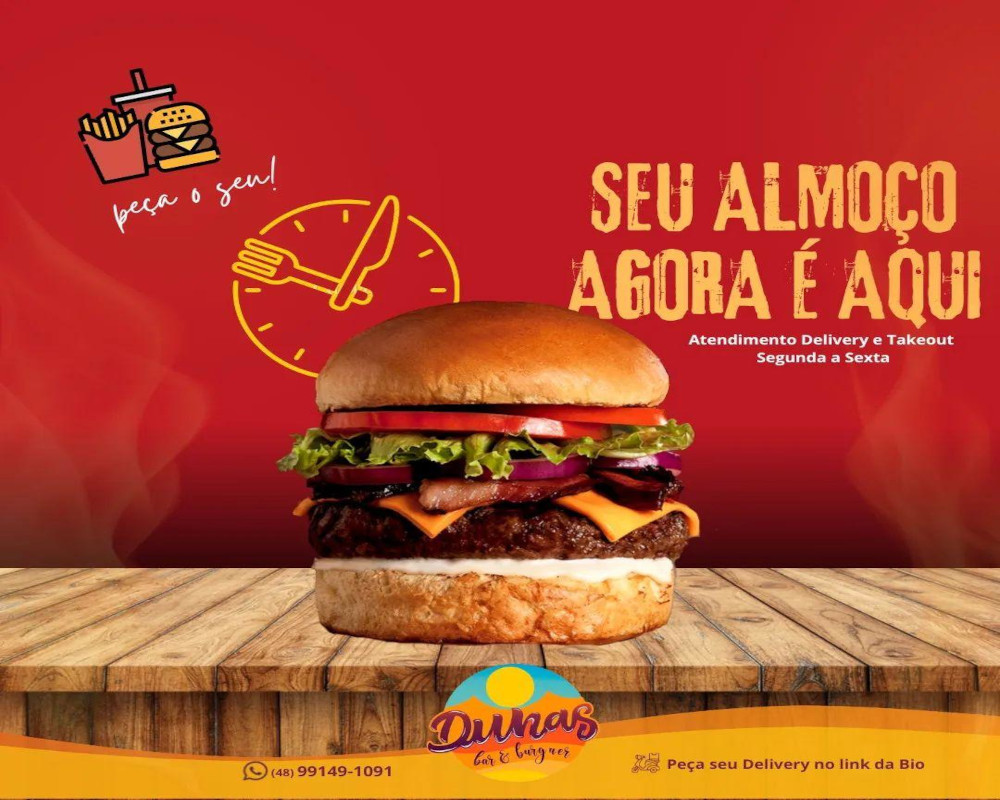 peça o seu!
SEU ALMOÇO
AGORA É AQUI
Atendimento Delivery e Takeout
Segunda a Sexta
Dunas
bar & burguer
(48) 99149-1091
Peça seu Delivery no link da Bio